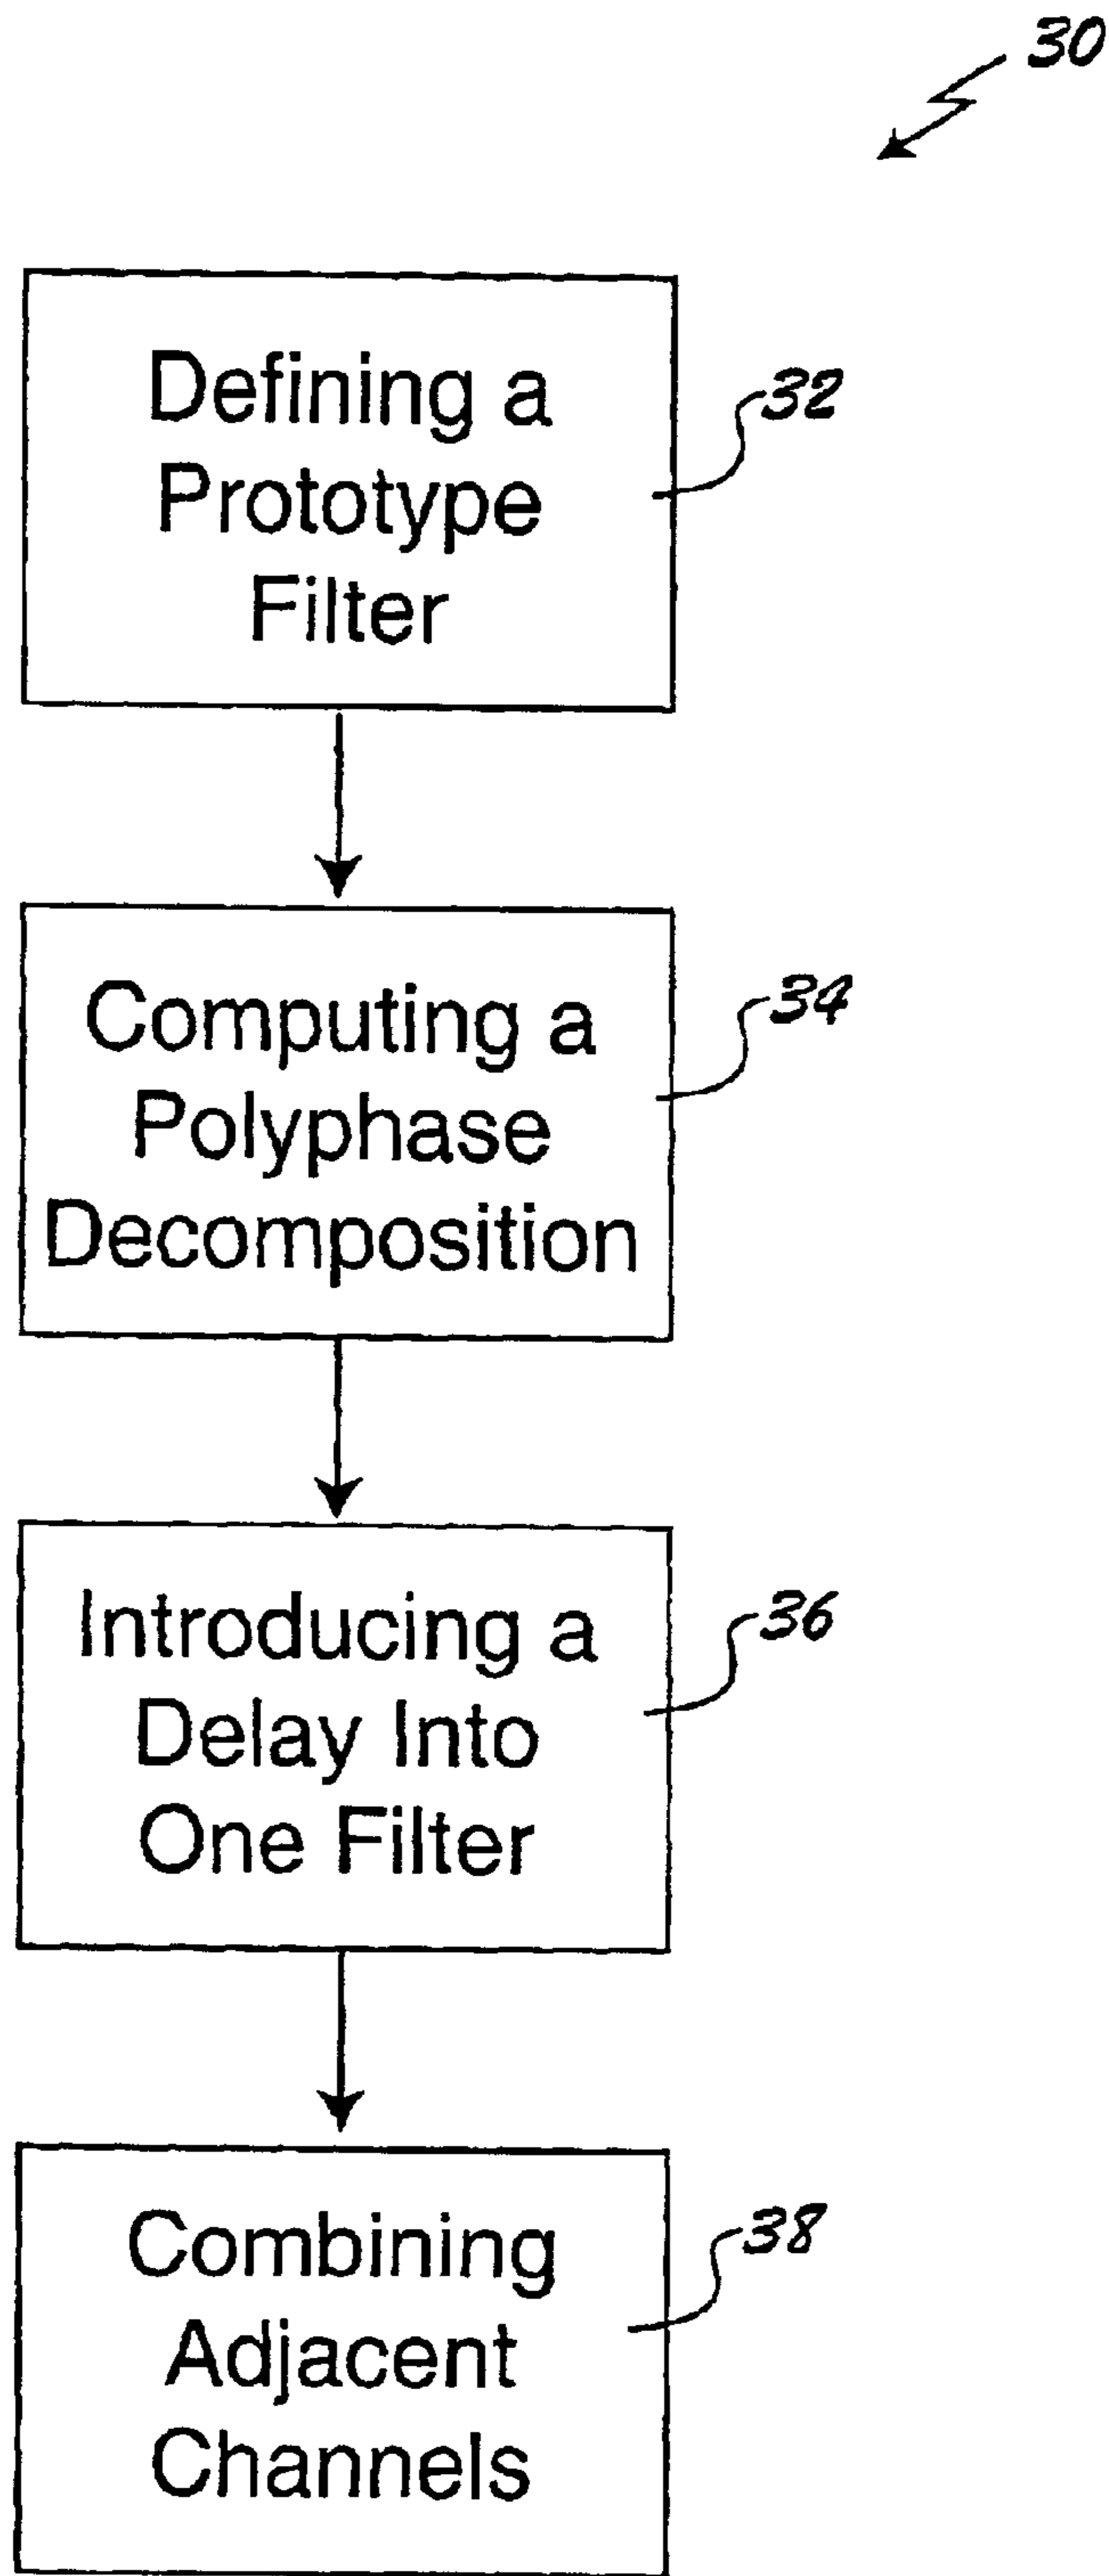 30
Defining a
Prototype
Filter
32
Computing a
Polyphase
Decomposition
34
Introducing a
Delay Into
One Filter
36
Combining
Adjacent
Channels
38